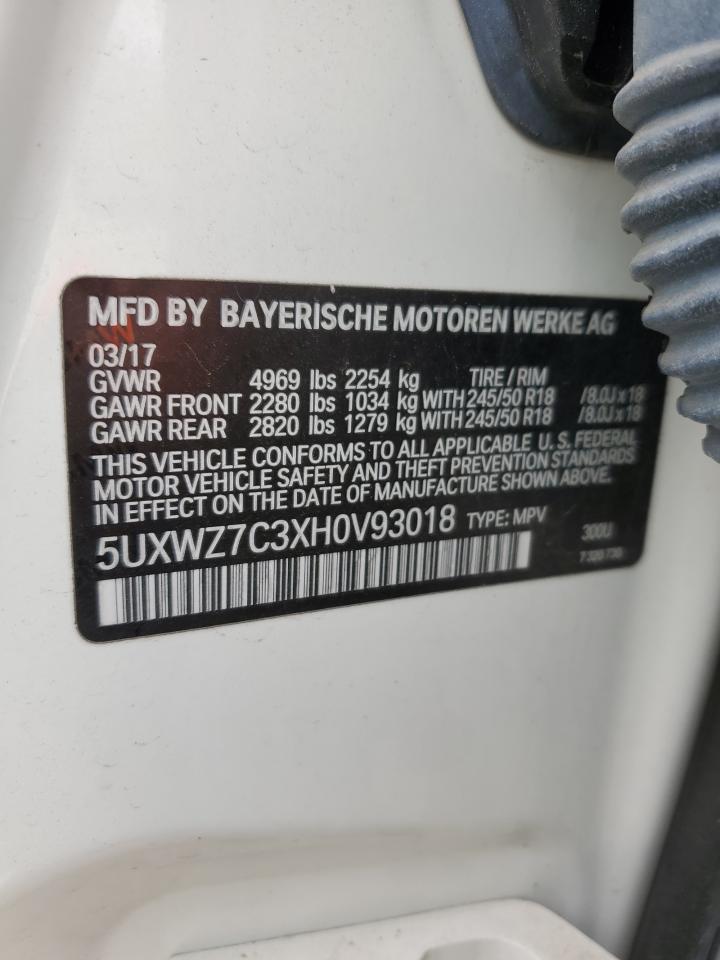 MFD BY BAYERISCHE MOTOREN WERKE AG
03/17
GVWR 4969 lbs 2254 kg TIRE / RIM
GAWR FRONT 2280 lbs 1034 kg WITH 245/50 R18 /8.0J x 18
GAWR REAR 2820 lbs 1279 kg WITH 245/50 R18 /8.0J x 18
THIS VEHICLE CONFORMS TO ALL APPLICABLE U.S. FEDERAL
MOTOR VEHICLE SAFETY AND THEFT PREVENTION STANDARDS
IN EFFECT ON THE DATE OF MANUFACTURE SHOWN ABOVE.
5UXWZ7C3XH0V93018 TYPE: MPV 300U